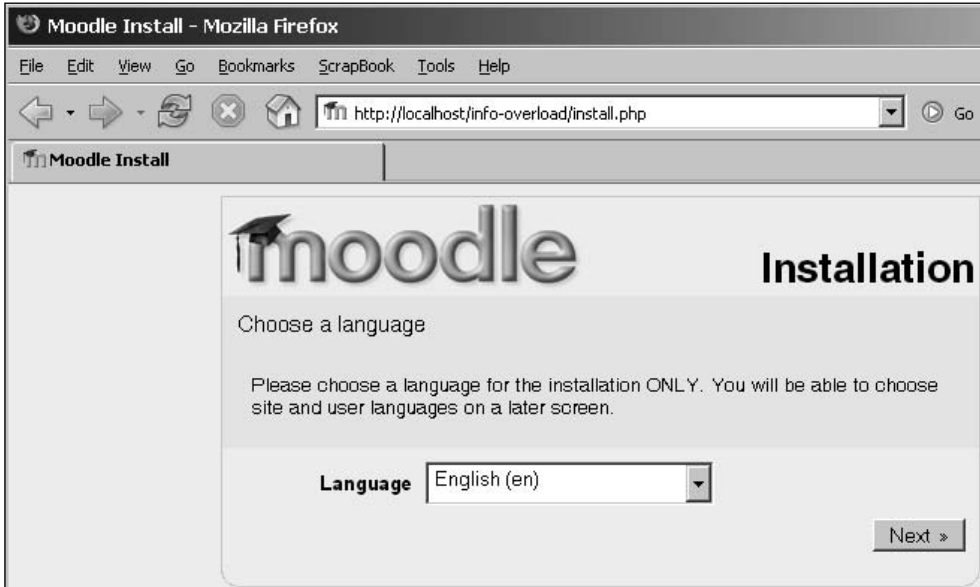 Moodle Install - Mozilla Firefox
File Edit View Go Bookmarks ScrapBook Tools Help
http://localhost/info-overload/install.php Go
Moodle Install
moodle Installation
Choose a language
Please choose a language for the installation ONLY. You will be able to choose
site and user languages on a later screen.
Language English (en)
Next »